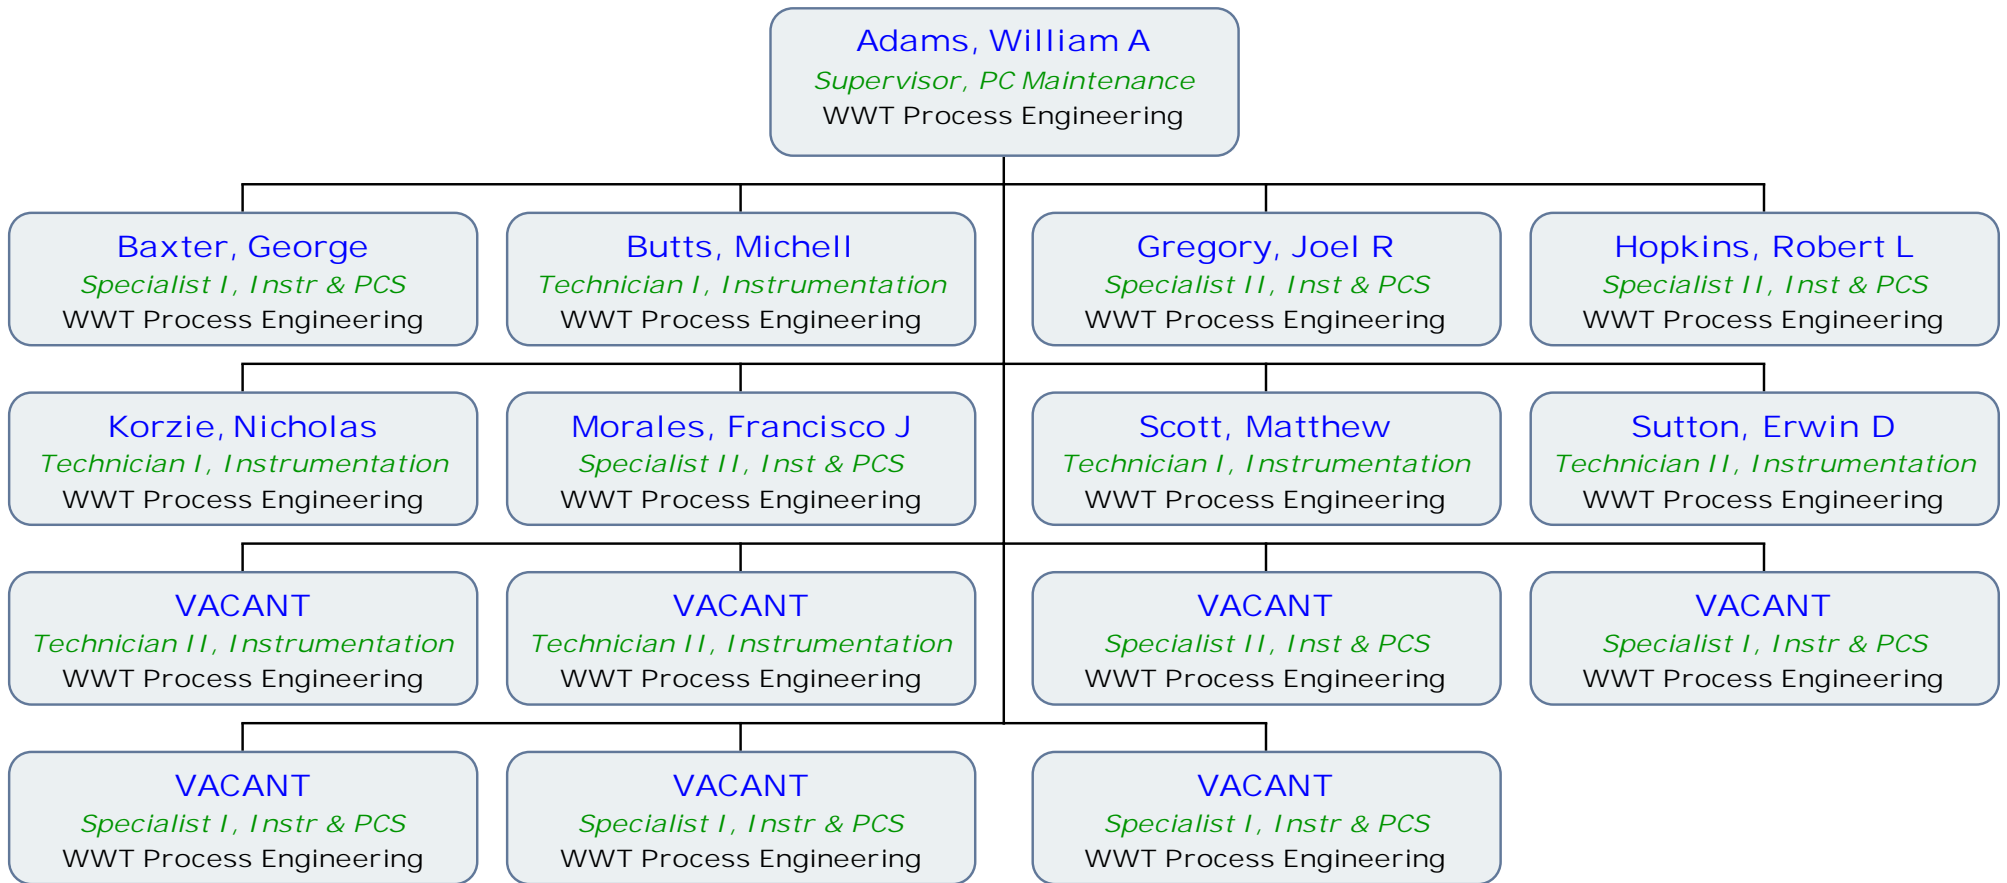 Adams, William A
Supervisor, PC Maintenance
WWT Process Engineering
Baxter, George
Specialist I, Instr & PCS
WWT Process Engineering
Butts, Michell
Technician I, Instrumentation
WWT Process Engineering
Gregory, Joel R
Specialist II, Inst & PCS
WWT Process Engineering
Hopkins, Robert L
Specialist II, Inst & PCS
WWT Process Engineering
Korzie, Nicholas
Technician I, Instrumentation
WWT Process Engineering
Morales, Francisco J
Specialist II, Inst & PCS
WWT Process Engineering
Scott, Matthew
Technician I, Instrumentation
WWT Process Engineering
Sutton, Erwin D
Technician II, Instrumentation
WWT Process Engineering
VACANT
Technician II, Instrumentation
WWT Process Engineering
VACANT
Technician II, Instrumentation
WWT Process Engineering
VACANT
Specialist II, Inst & PCS
WWT Process Engineering
VACANT
Specialist I, Instr & PCS
WWT Process Engineering
VACANT
Specialist I, Instr & PCS
WWT Process Engineering
VACANT
Specialist I, Instr & PCS
WWT Process Engineering
VACANT
Specialist I, Instr & PCS
WWT Process Engineering